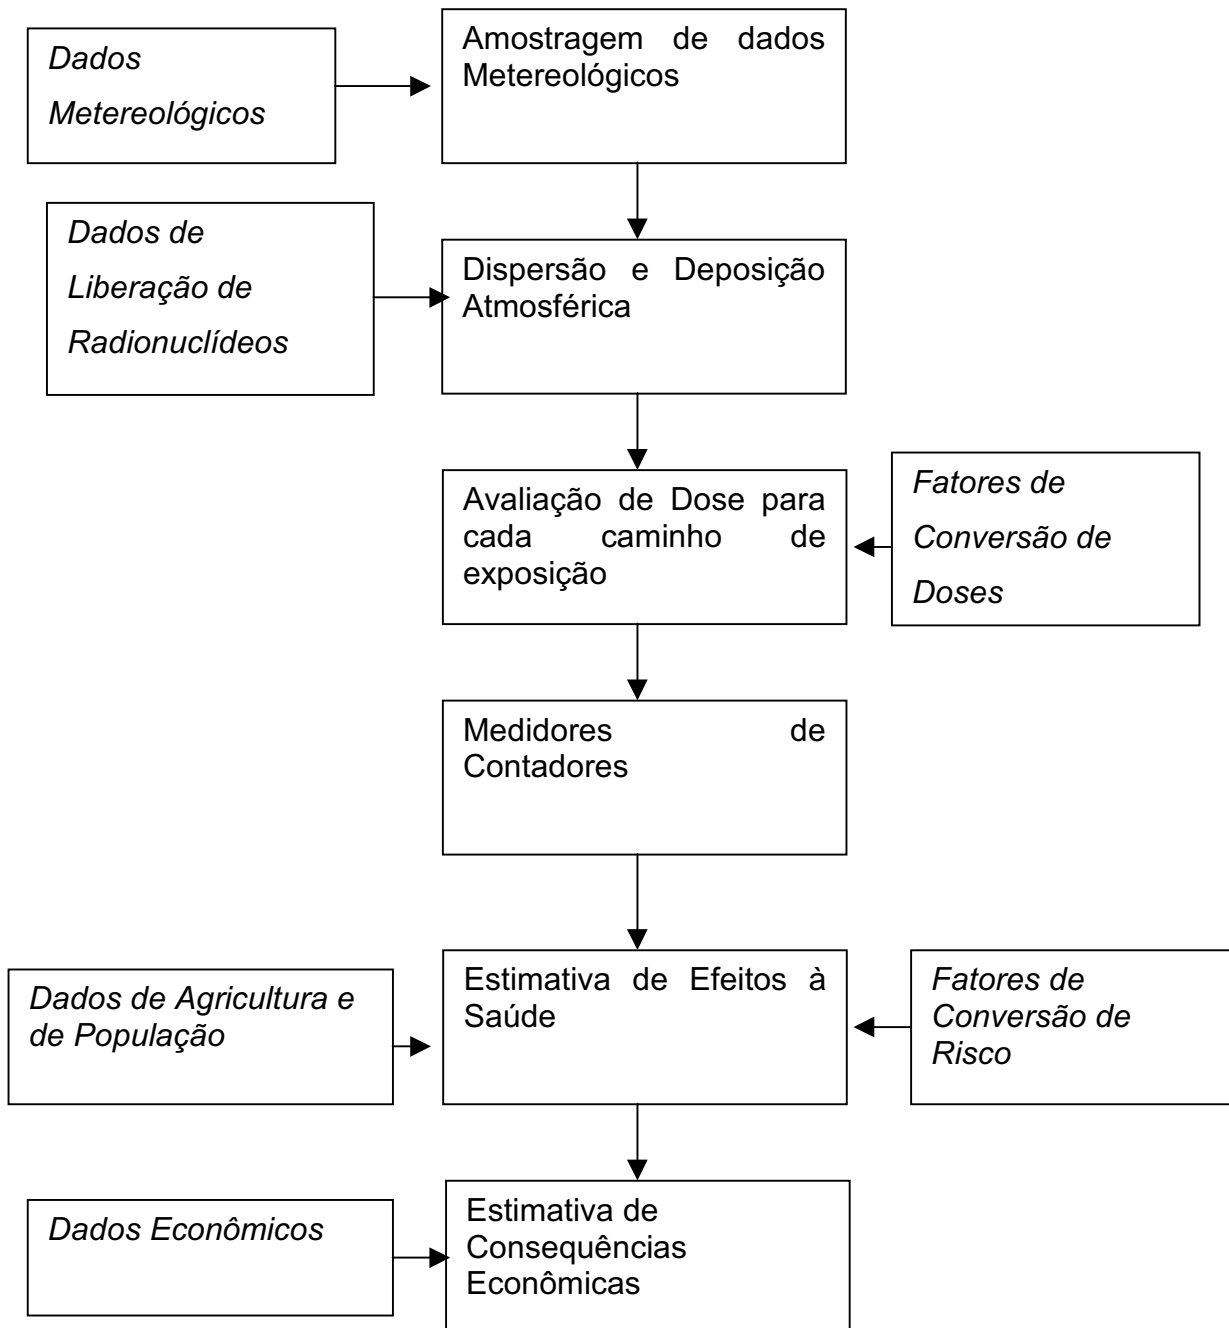 Dados
Metereológicos
Amostragem de dados
Metereológicos
Dados de
Liberação de
Radionuclídeos
Dispersão e Deposição
Atmosférica
Avaliação de Dose para
cada caminho de
exposição
Fatores de
Conversão de
Doses
Medidores de
Contadores
Dados de Agricultura e
de População
Estimativa de Efeitos à
Saúde
Fatores de
Conversão de
Risco
Dados Econômicos
Estimativa de
Consequências
Econômicas